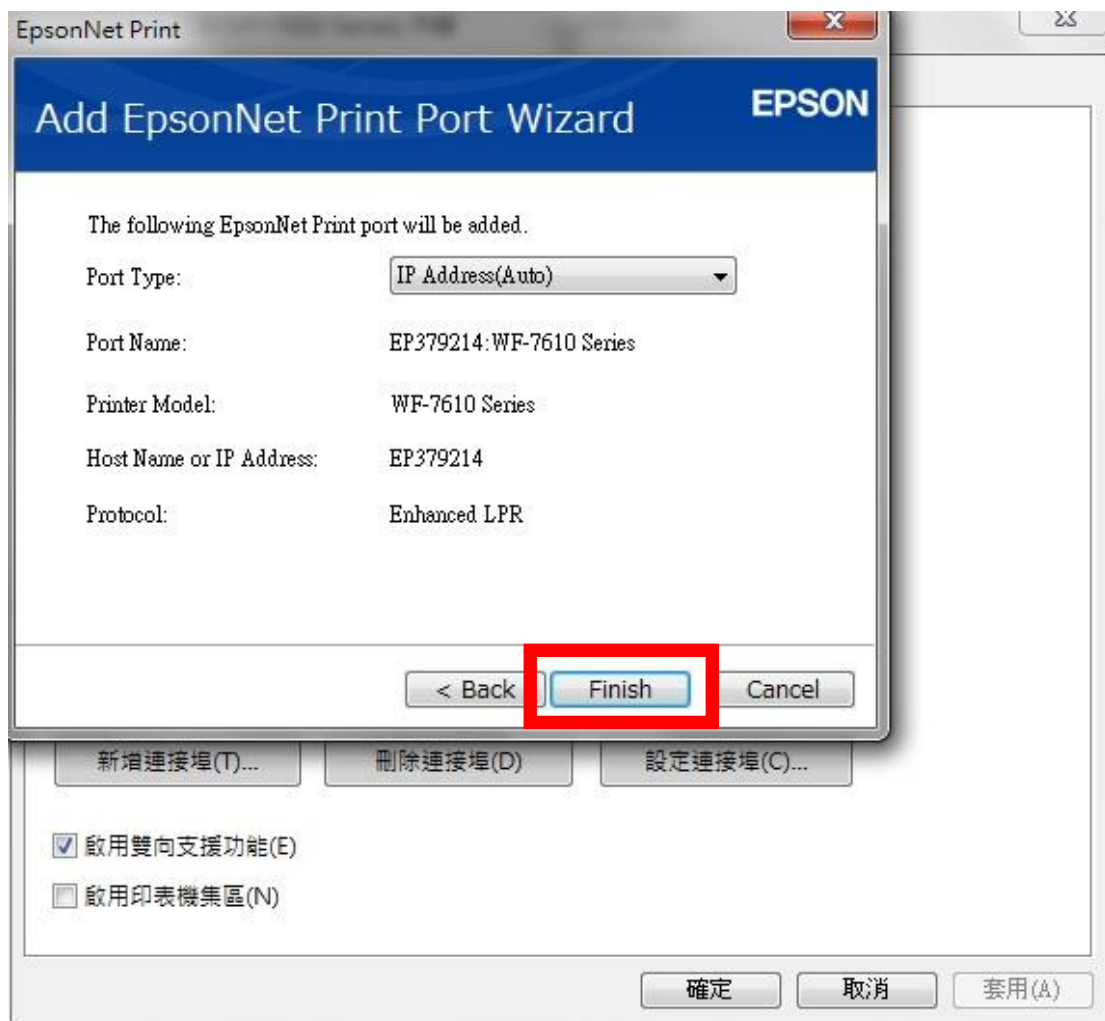 EpsonNet Print
Add EpsonNet Print Port Wizard
EPSON
The following EpsonNet Print port will be added.
Port Type: IP Address(Auto)
Port Name: EP379214:WF-7610 Series
Printer Model: WF-7610 Series
Host Name or IP Address: EP379214
Protocol: Enhanced LPR
< Back Finish Cancel
新增連接埠(T)... 刪除連接埠(D) 設定連接埠(C)...
啟用雙向支援功能(E)
啟用印表機集區(N)
確定 取消 套用(A)